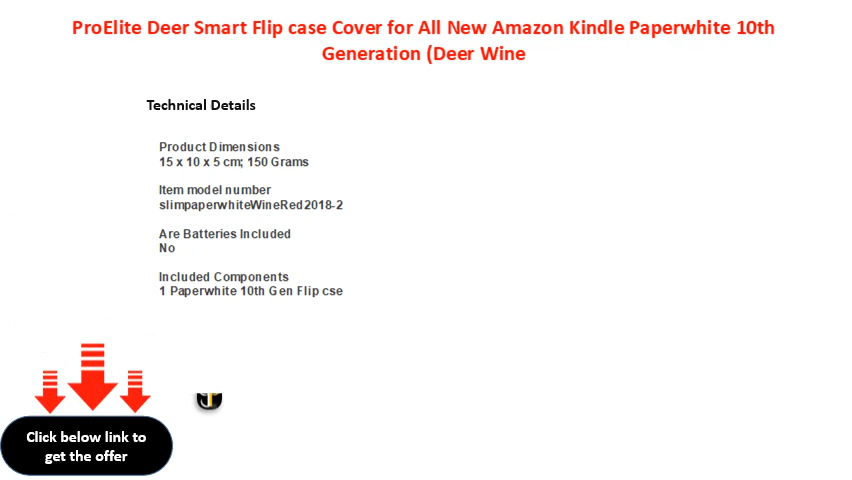 ProElite Deer Smart Flip case Cover for All New Amazon Kindle Paperwhite 10th
Generation (Deer Wine
Technical Details
Product Dimensions
15 x 10 x 5 cm; 150 Grams
Item model number
slimpaperwhiteWineRed2018-2
Are Batteries Included
No
Included Components
1 Paperwhite 10th Gen Flip cse
Click below link to
get the offer